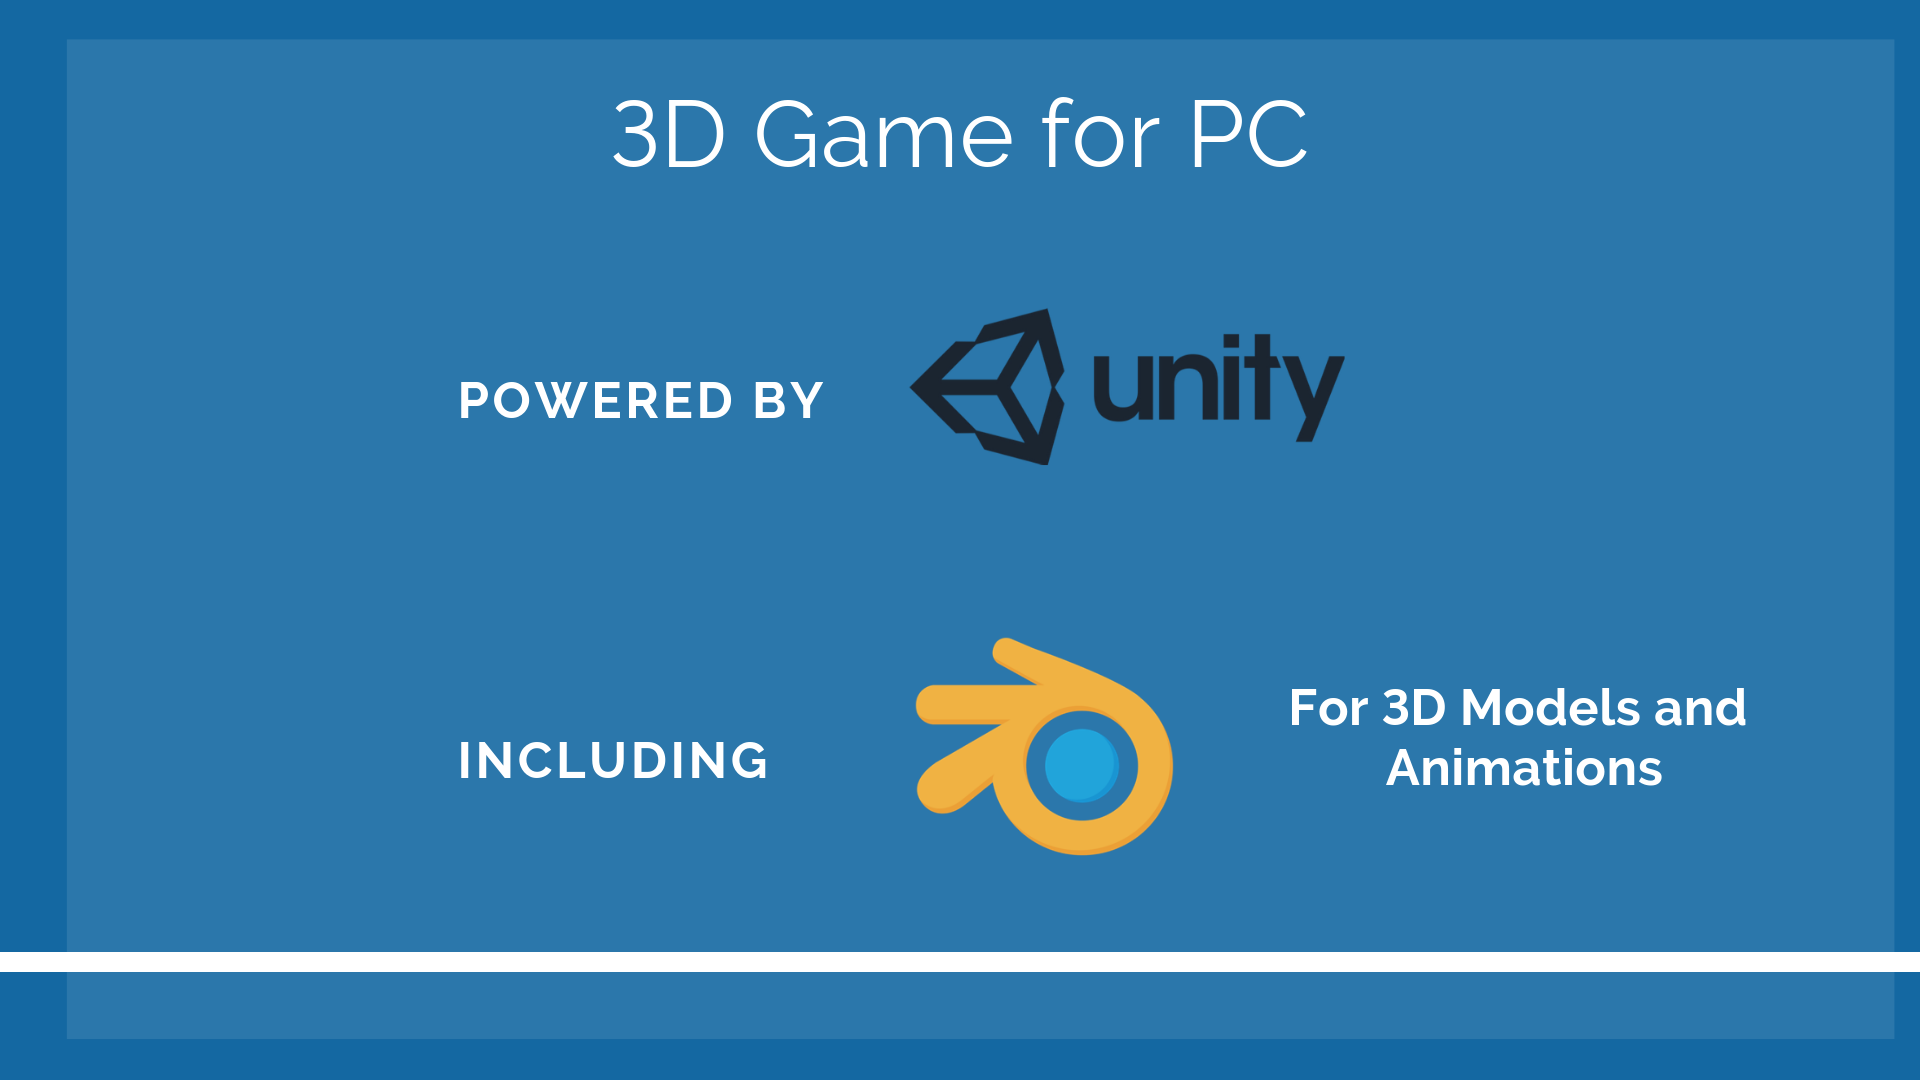 3D Game for PC
POWERED BY
unity
INCLUDING
For 3D Models and
Animations